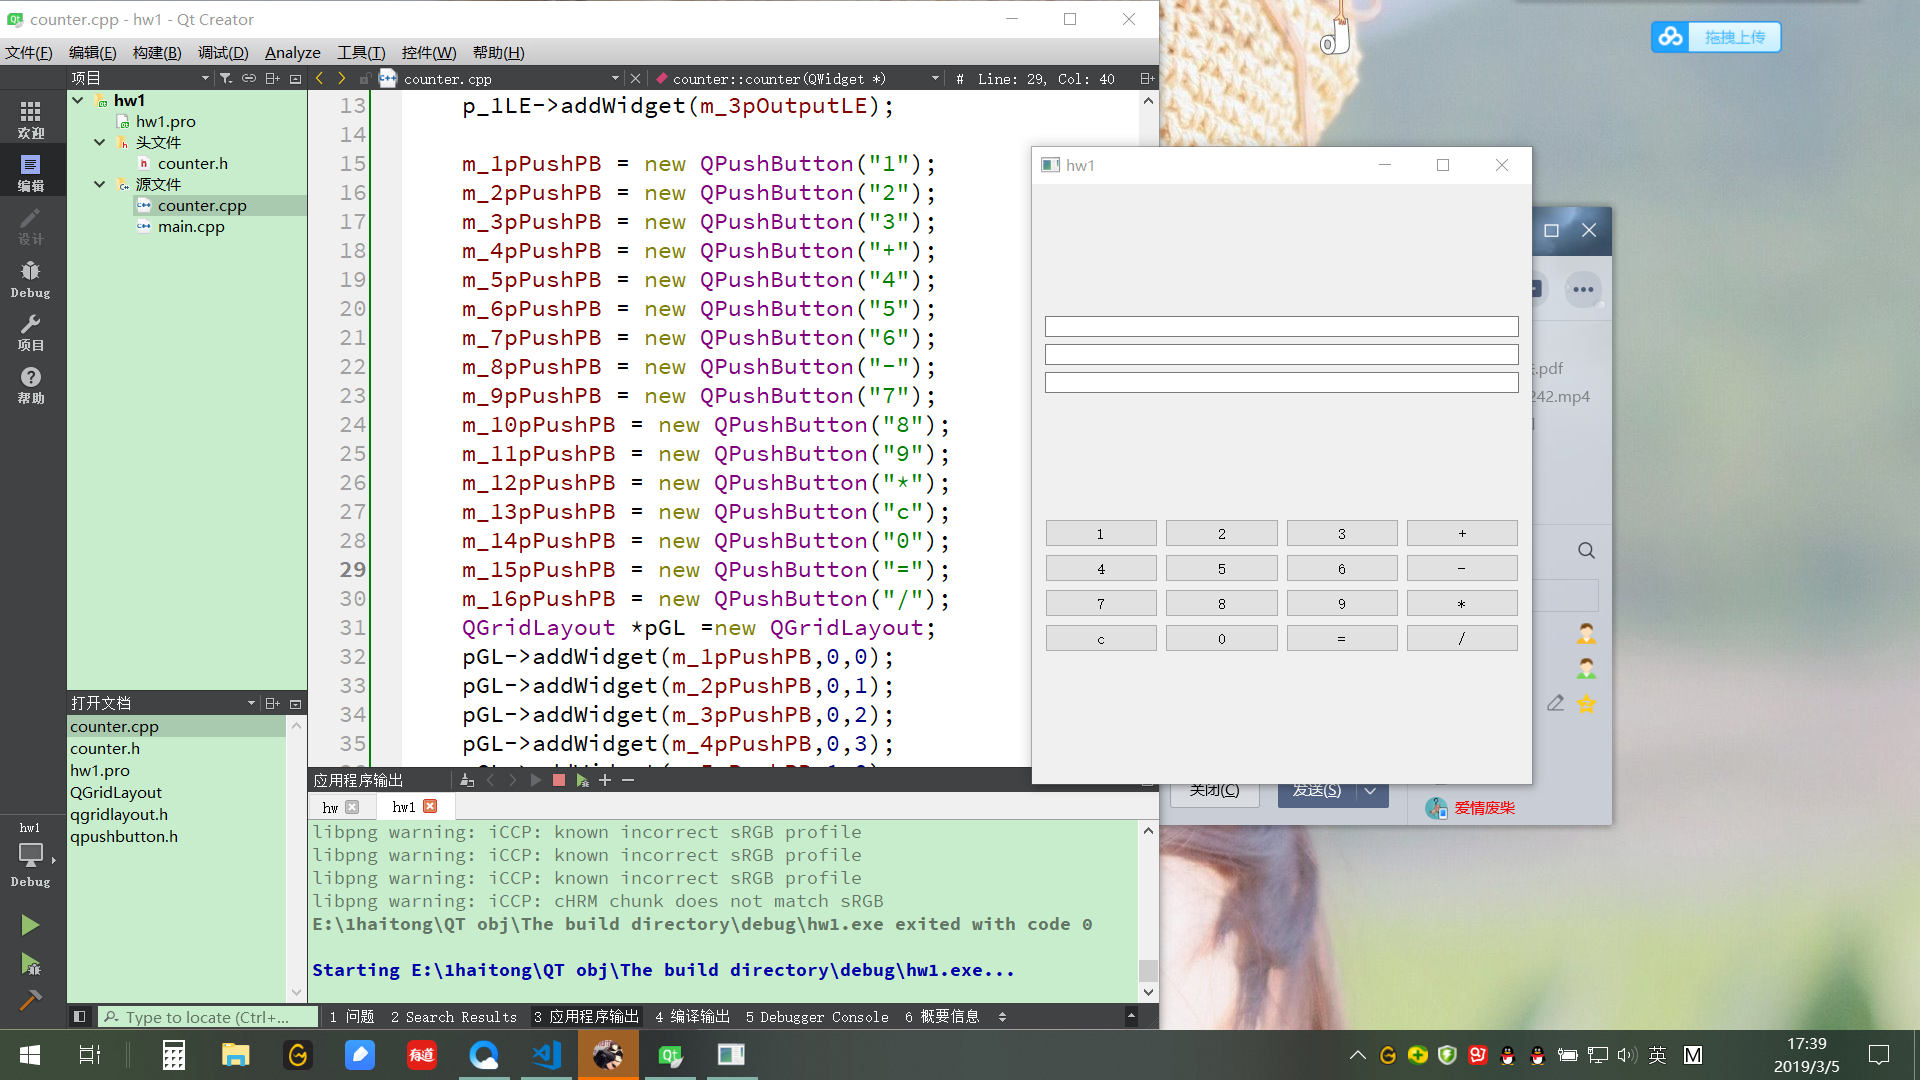 counter.cpp - hw1 - Qt Creator
文件(F) 编辑(E) 构建(B) 调试(D) Analyze 工具(T) 控件(W) 帮助(H)
项目
counter.cpp
counter::counter(QWidget *)
# Line: 29, Col: 40
欢迎
编辑
设计
Debug
项目
帮助
hw1
hw1.pro
头文件
counter.h
源文件
counter.cpp
main.cpp
13 p_1LE->addWidget(m_3pOutputLE);
14
15 m_1pPushPB = new QPushButton("1");
16 m_2pPushPB = new QPushButton("2");
17 m_3pPushPB = new QPushButton("3");
18 m_4pPushPB = new QPushButton("+");
19 m_5pPushPB = new QPushButton("4");
20 m_6pPushPB = new QPushButton("5");
21 m_7pPushPB = new QPushButton("6");
22 m_8pPushPB = new QPushButton("-");
23 m_9pPushPB = new QPushButton("7");
24 m_10pPushPB = new QPushButton("8");
25 m_11pPushPB = new QPushButton("9");
26 m_12pPushPB = new QPushButton("*");
27 m_13pPushPB = new QPushButton("c");
28 m_14pPushPB = new QPushButton("0");
29 m_15pPushPB = new QPushButton("=");
30 m_16pPushPB = new QPushButton("/");
31 QGridLayout *pGL =new QGridLayout;
32 pGL->addWidget(m_1pPushPB,0,0);
33 pGL->addWidget(m_2pPushPB,0,1);
34 pGL->addWidget(m_3pPushPB,0,2);
35 pGL->addWidget(m_4pPushPB,0,3);
打开文档
counter.cpp
counter.h
hw1.pro
QGridLayout
qgridlayout.h
qpushbutton.h
hw1
Debug
应用程序输出
hw
hw1
libpng warning: iCCP: known incorrect sRGB profile
libpng warning: iCCP: known incorrect sRGB profile
libpng warning: iCCP: known incorrect sRGB profile
libpng warning: iCCP: cHRM chunk does not match sRGB
E:\1haitong\QT obj\The build directory\debug\hw1.exe exited with code 0
Starting E:\1haitong\QT obj\The build directory\debug\hw1.exe...
Type to locate (Ctrl+...
1 问题 2 Search Results 3 应用程序输出 4 编译输出 5 Debugger Console 6 概要信息
hw1
1 2 3 +
4 5 6 -
7 8 9 *
c 0 = /
拖拽上传
.pdf
242.mp4
关闭(C)
发送(S)
爱情废柴
有道
英
M
17:39
2019/3/5